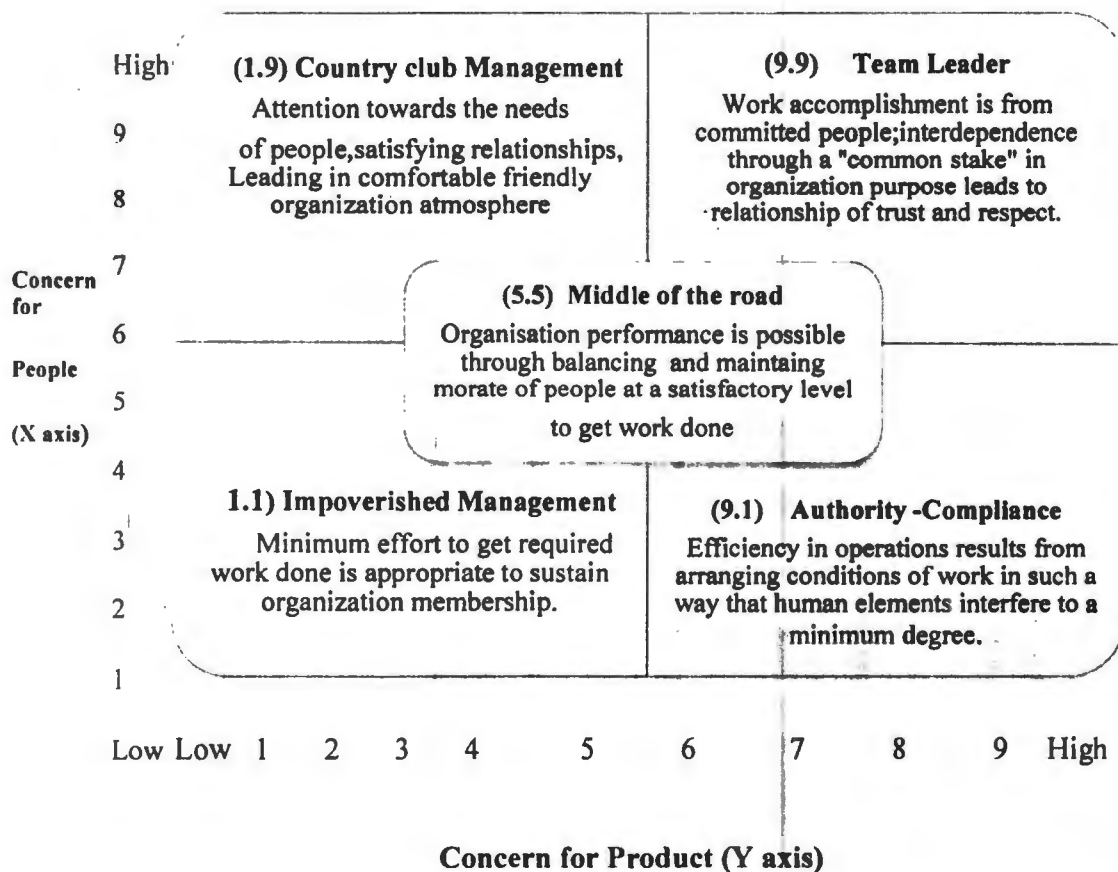 High
(1.9) Country club Management
Attention towards the needs
of people,satisfying relationships,
Leading in comfortable friendly
organization atmosphere
(9.9) Team Leader
Work accomplishment is from
committed people;interdependence
through a "common stake" in
organization purpose leads to
relationship of trust and respect.
9
8
7
6
5
4
3
2
1
Concern
for
People
(X axis)
(5.5) Middle of the road
Organisation performance is possible
through balancing and maintaing
morate of people at a satisfactory level
to get work done
1.1) Impoverished Management
Minimum effort to get required
work done is appropriate to sustain
organization membership.
(9.1) Authority -Compliance
Efficiency in operations results from
arranging conditions of work in such a
way that human elements interfere to a
minimum degree.
Low Low 1 2 3 4 5 6 7 8 9 High
Concern for Product (Y axis)